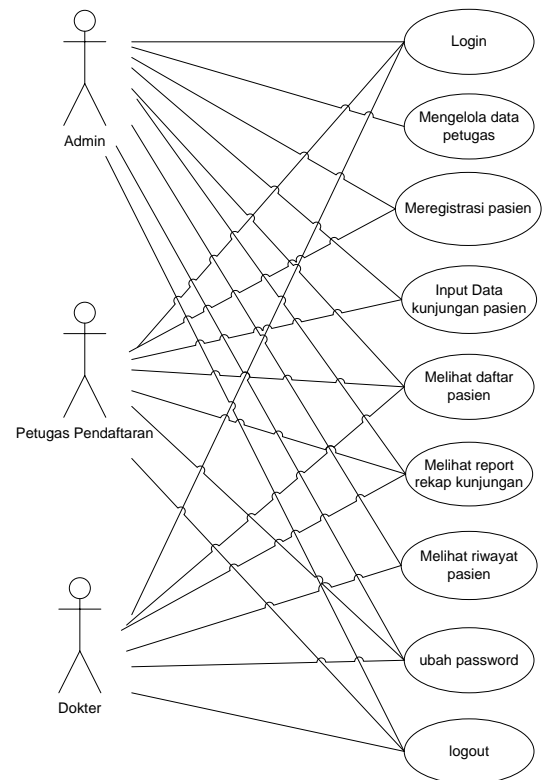 Login
Admin
Mengelola data
petugas
Meregistrasi pasien
Input Data
kunjungan pasien
Petugas Pendaftaran
Melihat daftar
pasien
Melihat report
rekap kunjungan
Melihat riwayat
pasien
Dokter
ubah password
logout